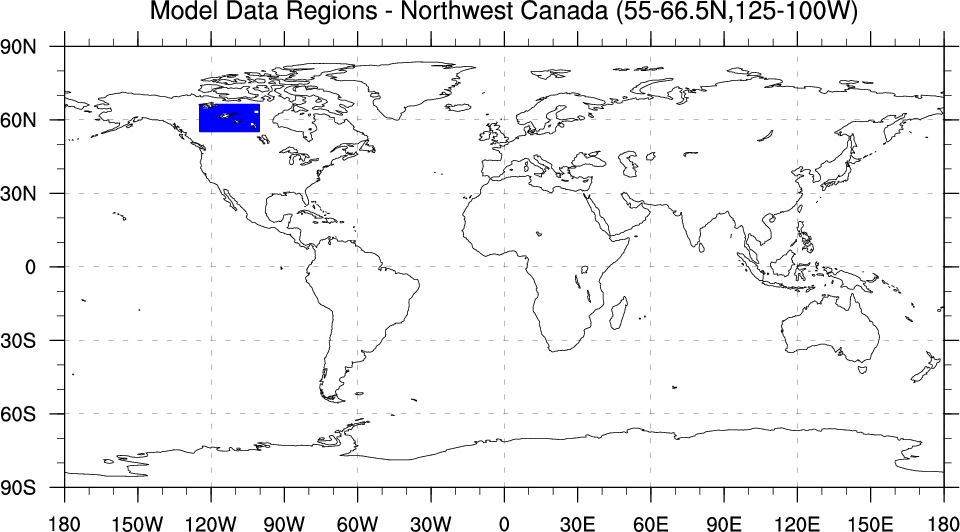 Model Data Regions - Northwest Canada (55-66.5N,125-100W)
90N
60N
30N
0
30S
60S
90S
180 150W 120W 90W 60W 30W 0 30E 60E 90E 120E 150E 180